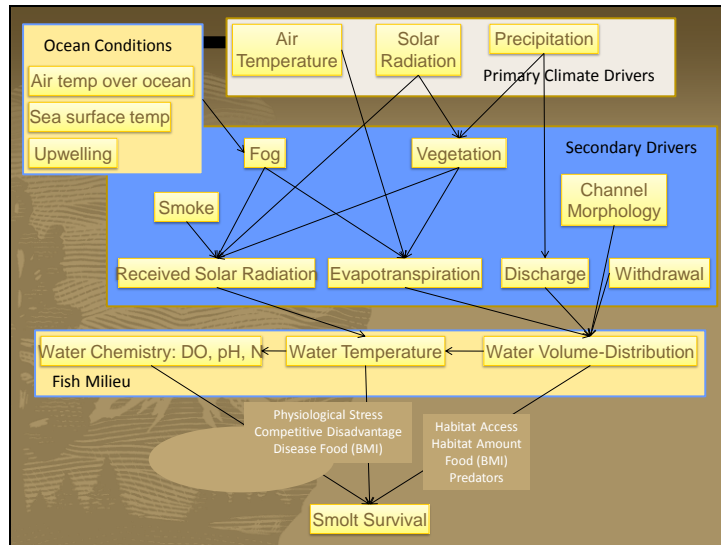 Ocean Conditions
Air temp over ocean
Sea surface temp
Upwelling
Air
Temperature
Solar
Radiation
Precipitation
Primary Climate Drivers
Fog
Vegetation
Secondary Drivers
Smoke
Channel
Morphology
Received Solar Radiation
Evapotranspiration
Discharge
Withdrawal
Water Chemistry: DO, pH, N
Water Temperature
Water Volume-Distribution
Fish Milieu
Physiological Stress
Competitive Disadvantage
Disease Food (BMI)
Habitat Access
Habitat Amount
Food (BMI)
Predators
Smolt Survival